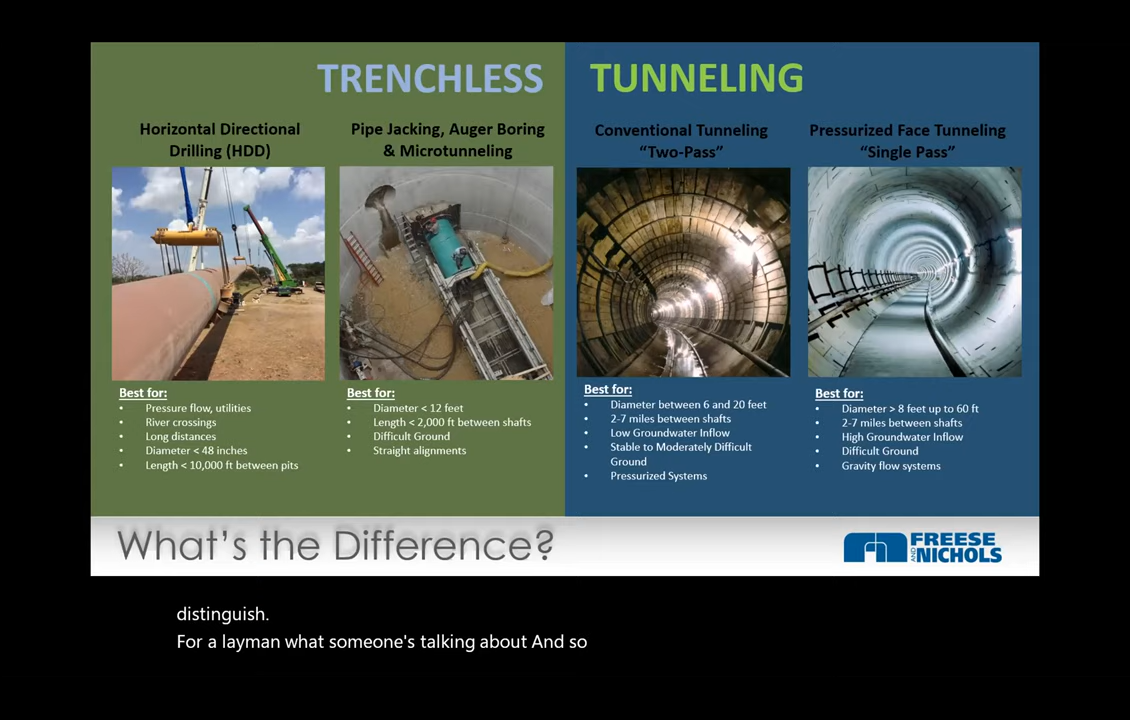 TRENCHLESS
TUNNELING
Horizontal Directional
Drilling (HDD)
Best for:
• Pressure flow, utilities
• River crossings
• Long distances
• Diameter < 48 inches
• Length < 10,000 ft between pits
Pipe Jacking, Auger Boring
& Microtunneling
Best for:
• Diameter < 12 feet
• Length < 2,000 ft between shafts
• Difficult Ground
• Straight alignments
Conventional Tunneling
“Two-Pass”
Best for:
• Diameter between 6 and 20 feet
• 2-7 miles between shafts
• Low Groundwater Inflow
• Stable to Moderately Difficult
Ground
• Pressurized Systems
Pressurized Face Tunneling
“Single Pass”
Best for:
• Diameter > 8 feet up to 60 ft
• 2-7 miles between shafts
• High Groundwater Inflow
• Difficult Ground
• Gravity flow systems
What's the Difference?
FREESE
AND NICHOLS
distinguish.
For a layman what someone's talking about And so